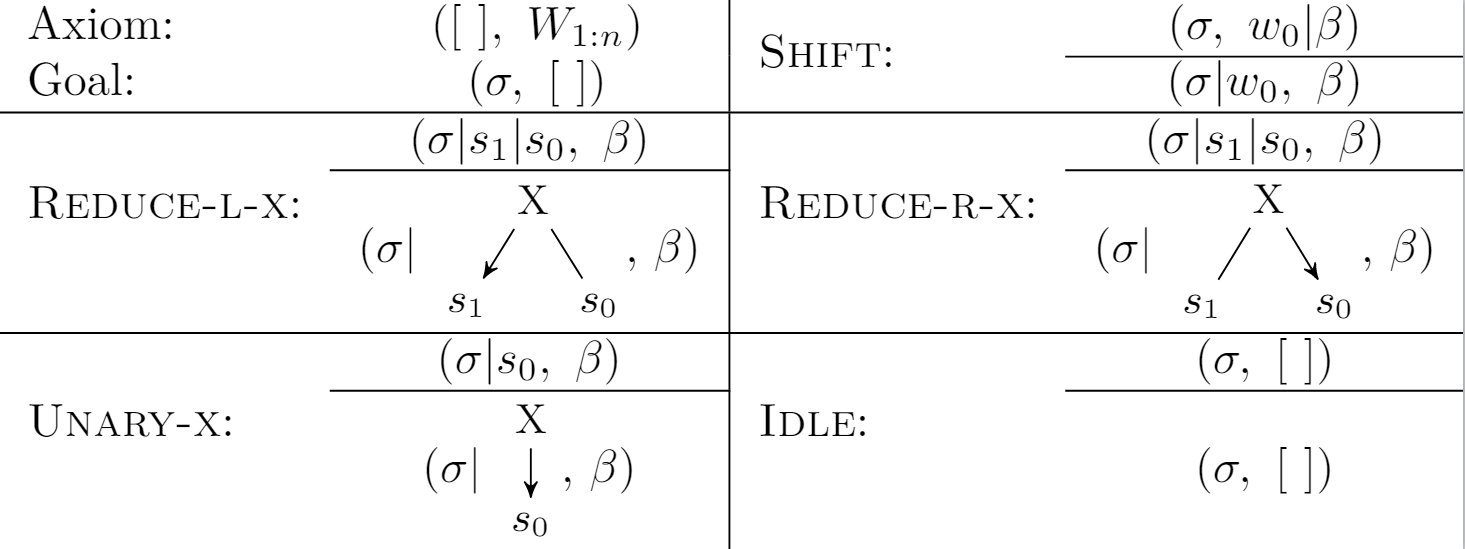 Axiom: ([ ], W₁:ₙ)
Goal: (σ, [ ])
SHIFT: (σ, w₀|β)
(σ|w₀, β)
REDUCE-L-X: (σ|s₁|s₀, β)
X
(σ| , β)
s₁ s₀
REDUCE-R-X: (σ|s₁|s₀, β)
X
(σ| , β)
s₁ s₀
UNARY-X: (σ|s₀, β)
X
(σ| , β)
s₀
IDLE: (σ, [ ])
(σ, [ ])